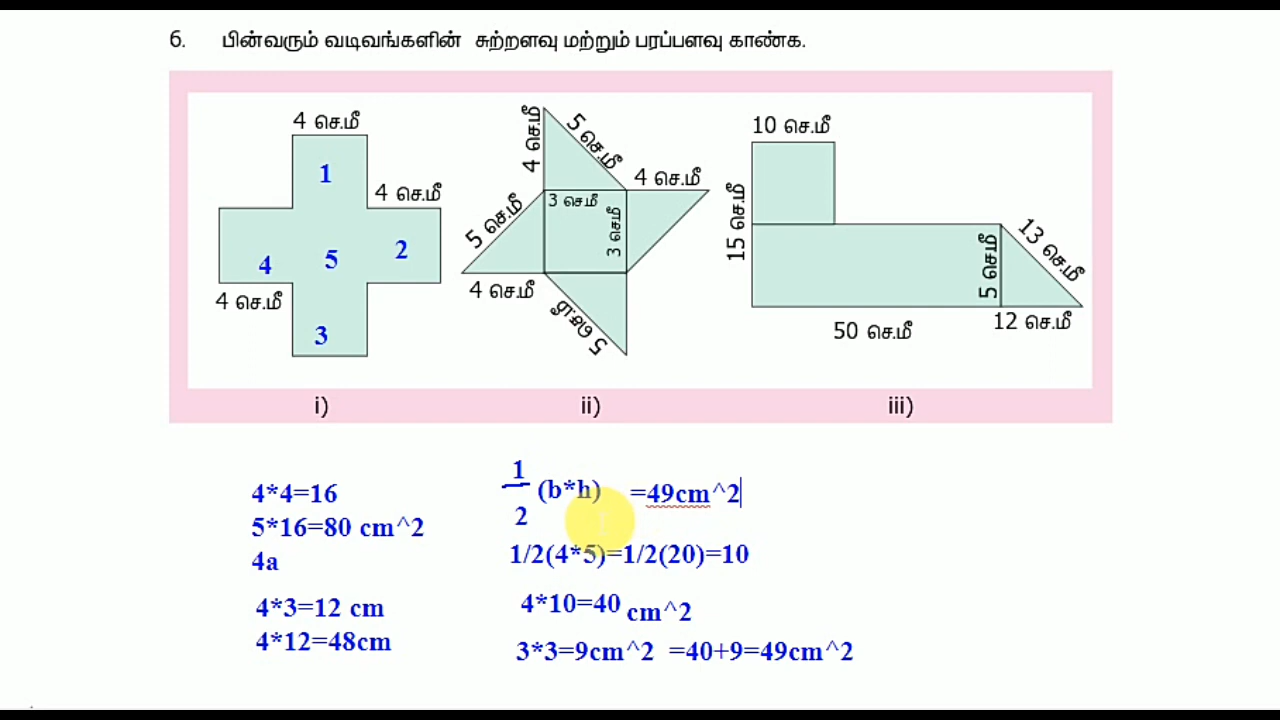 6. பின்வரும் வடிவங்களின் சுற்றளவு மற்றும் பரப்பளவு காண்க.
4 செ.மீ
1
4 செ.மீ
4 5 2
4 செ.மீ
3
4 செ.மீ
5 செ.மீ
4 செ.மீ
3 செ.மீ
3 செ.மீ
5 செ.மீ
4 செ.மீ
5 செ.மீ
10 செ.மீ
15 செ.மீ
5 செ.மீ
13 செ.மீ
50 செ.மீ
12 செ.மீ
i) ii) iii)
4*4=16
5*16=80 cm^2
4a
4*3=12 cm
4*12=48cm
1
2
(b*h) =49cm^2
1/2(4*5)=1/2(20)=10
4*10=40 cm^2
3*3=9cm^2 =40+9=49cm^2